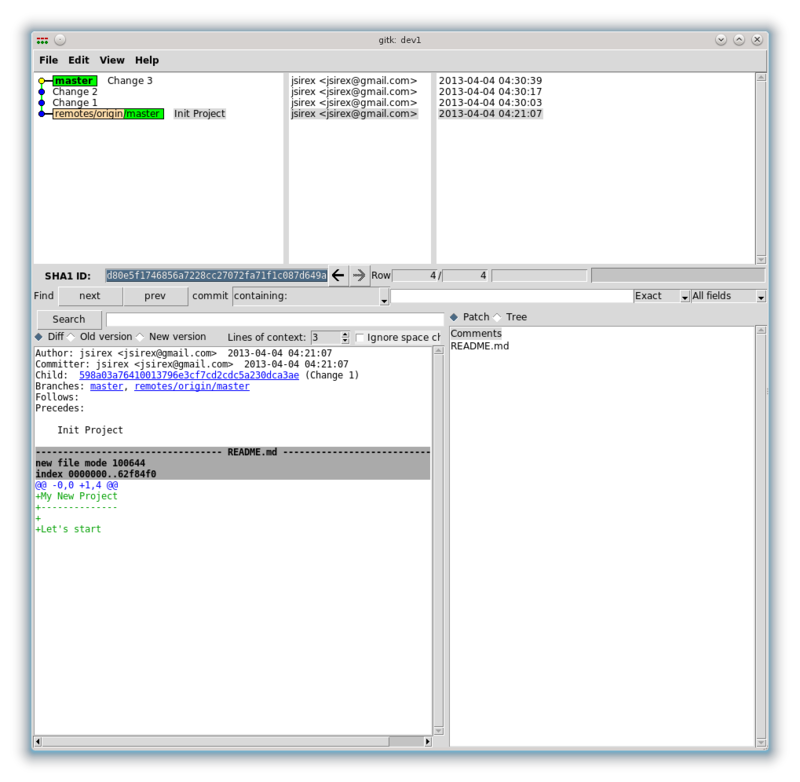 gitk: dev1
File Edit View Help
master Change 3 jsirex <jsirex@gmail.com> 2013-04-04 04:30:39
Change 2 jsirex <jsirex@gmail.com> 2013-04-04 04:30:17
Change 1 jsirex <jsirex@gmail.com> 2013-04-04 04:30:03
remotes/origin/master Init Project jsirex <jsirex@gmail.com> 2013-04-04 04:21:07
SHA1 ID: d80e5f1746856a7228cc27072fa71f1c087d649a Row 4 / 4
Find next prev commit containing: Exact All fields
Search
Patch Tree
Diff Old version New version Lines of context: 3 Ignore space ch
Comments
README.md
Author: jsirex <jsirex@gmail.com> 2013-04-04 04:21:07
Committer: jsirex <jsirex@gmail.com> 2013-04-04 04:21:07
Child: 598a03a76410013796e3cf7cd2cdc5a230dca3ae (Change 1)
Branches: master, remotes/origin/master
Follows:
Precedes:
Init Project
---------------------------------- README.md ---------------------------
new file mode 100644
index 0000000..62f84f0
@@ -0,0 +1,4 @@
+My New Project
+--------------
+
+Let's start